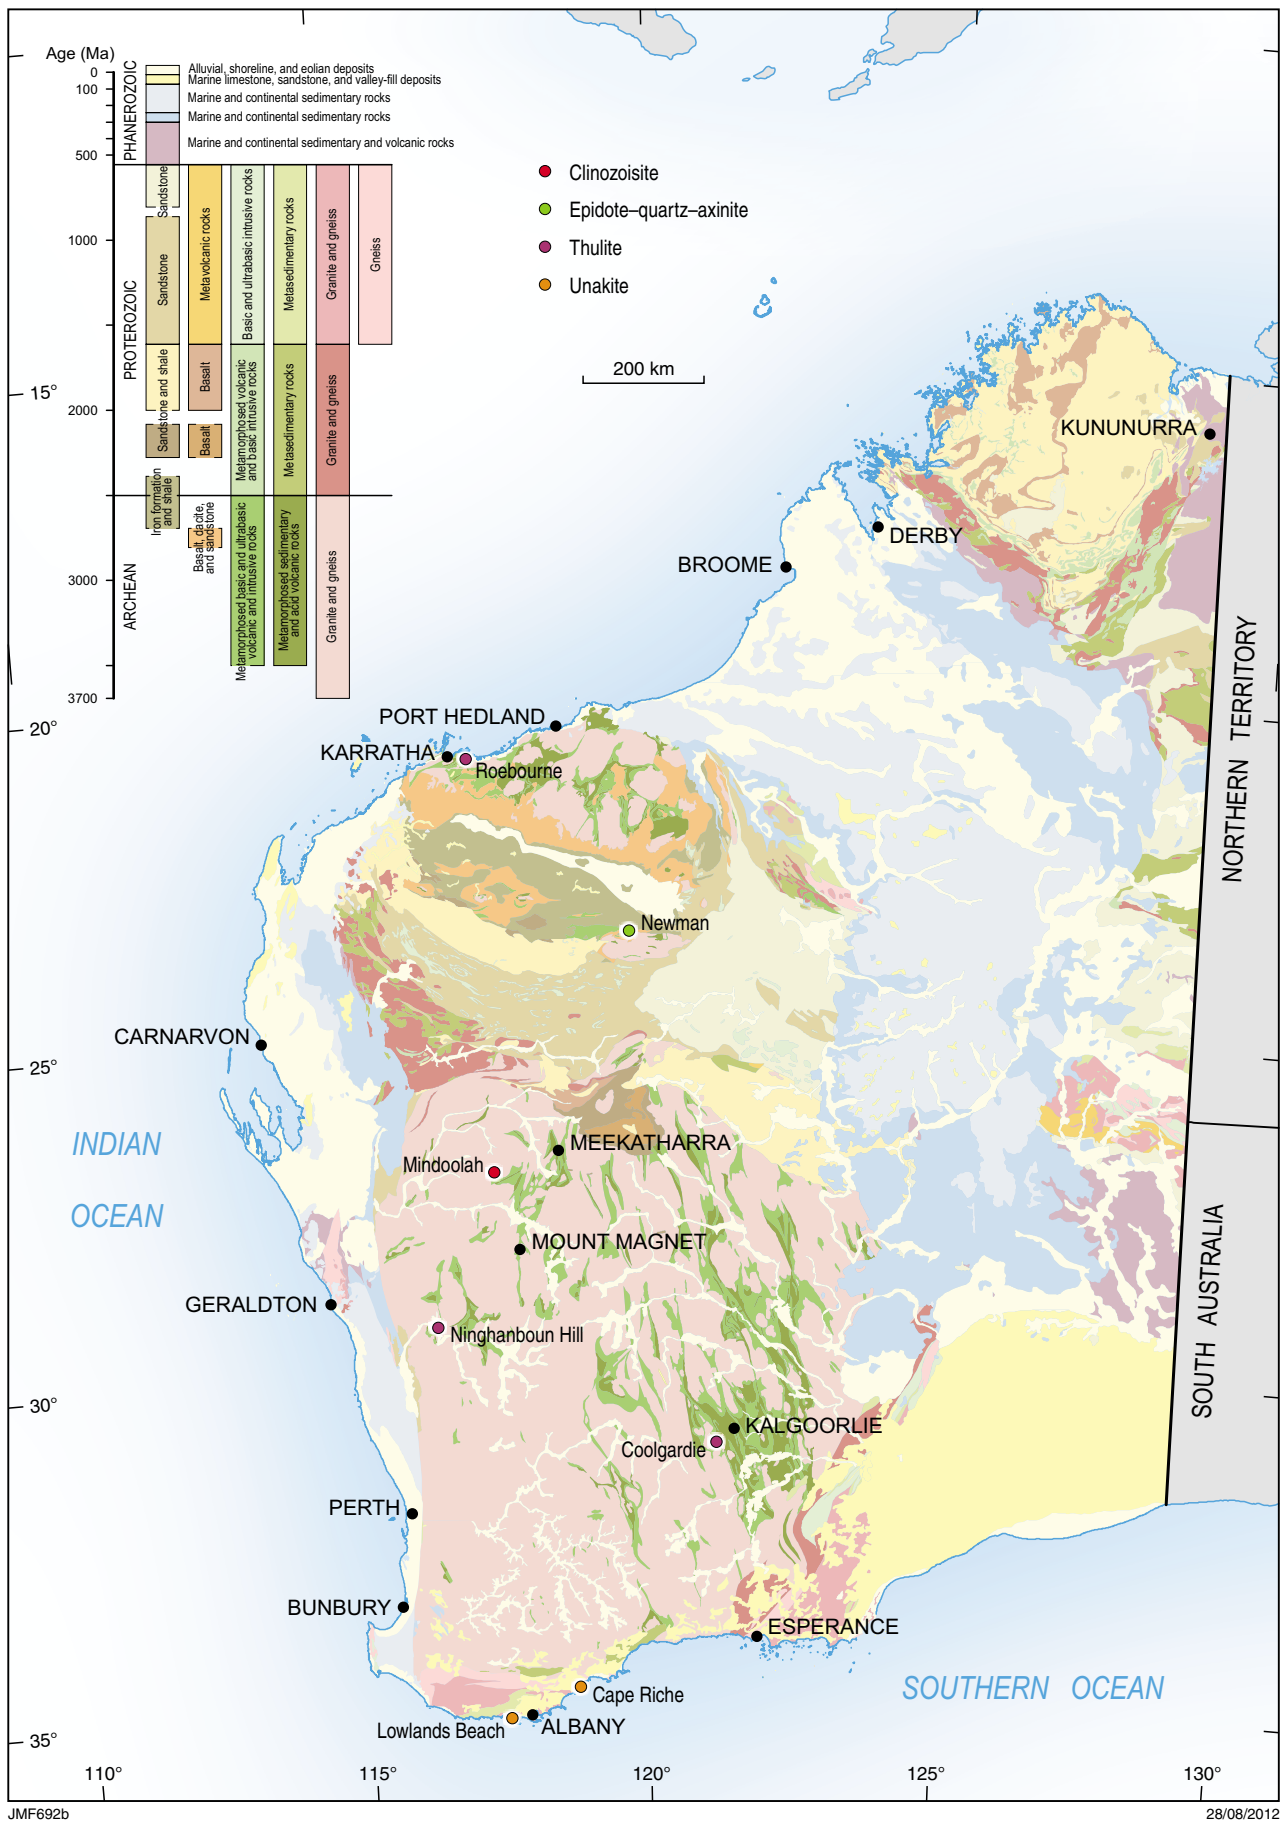 Age (Ma)
0
100
500
1000
2000
3000
3700
PHANEROZOIC
PROTEROZOIC
ARCHEAN
Alluvial, shoreline, and eolian deposits
Marine limestone, sandstone, and valley-fill deposits
Marine and continental sedimentary rocks
Marine and continental sedimentary rocks
Marine and continental sedimentary and volcanic rocks
Sandstone
Sandstone
Sandstone and shale
Sandstone
Iron formation
and shale
Metavolcanic rocks
Basalt
Basalt
Basalt, dacite,
and sandstone
Basic and ultrabasic intrusive rocks
Metamorphosed volcanic
and basic intrusive rocks
Metamorphosed basic and ultrabasic
volcanic and intrusive rocks
Metasedimentary rocks
Metasedimentary rocks
Metamorphosed sedimentary
and acid volcanic rocks
Granite and gneiss
Granite and gneiss
Granite and gneiss
Gneiss
Clinozoisite
Epidote–quartz–axinite
Thulite
Unakite
200 km
15°
KUNUNURRA
DERBY
BROOME
NORTHERN TERRITORY
PORT HEDLAND
20°
KARRATHA
Roebourne
Newman
CARNARVON
25°
INDIAN
OCEAN
MEEKATHARRA
Mindoolah
MOUNT MAGNET
SOUTH AUSTRALIA
GERALDTON
Ninghanboun Hill
30°
KALGOORLIE
Coolgardie
PERTH
BUNBURY
ESPERANCE
SOUTHERN OCEAN
Cape Riche
ALBANY
Lowlands Beach
35°
110°
115°
120°
125°
130°
JMF692b
28/08/2012